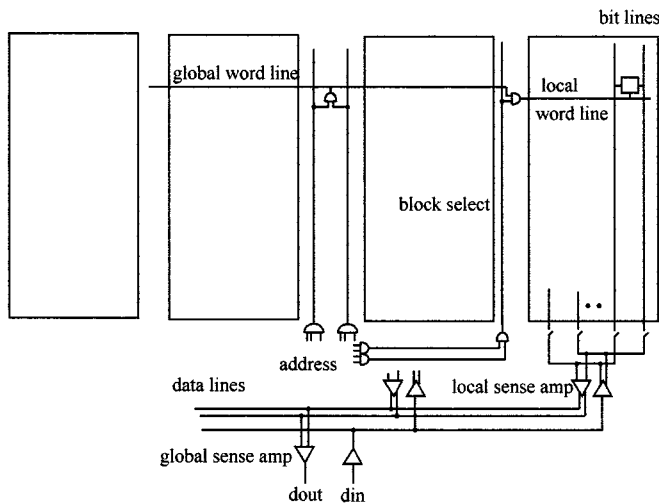 bit lines
global word line
local
word line
block select
address
data lines
local sense amp
global sense amp
dout
din